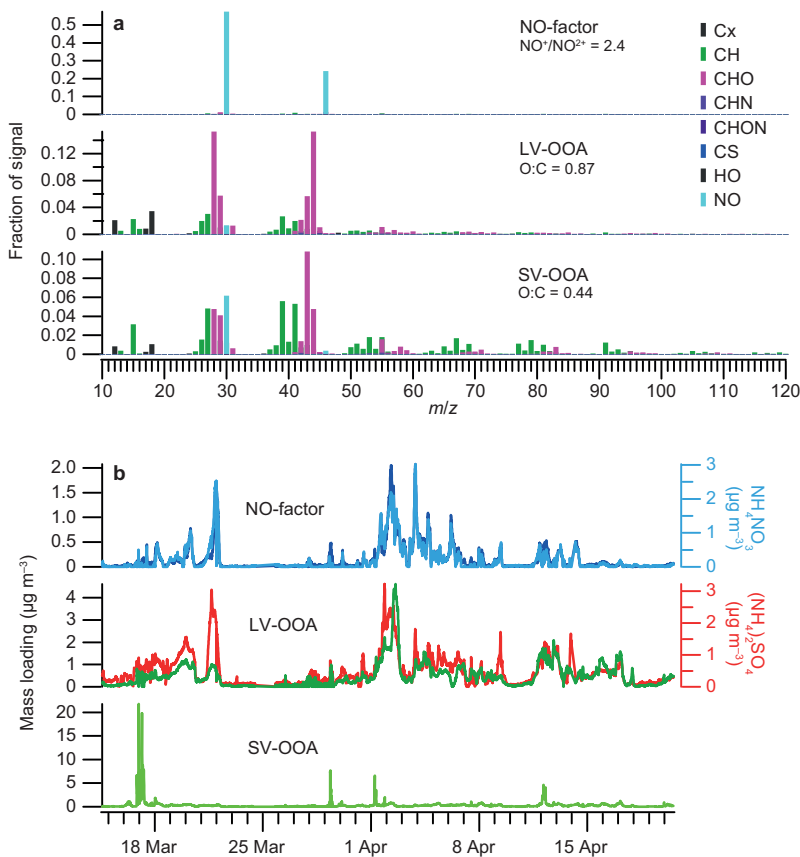 a
NO-factor
NO⁺/NO²⁺ = 2.4
Cx
CH
CHO
CHN
CHON
CS
HO
NO
0.5
0.4
0.3
0.2
0.1
0
LV-OOA
O:C = 0.87
0.12
0.08
0.04
0
Fraction of signal
SV-OOA
O:C = 0.44
0.10
0.08
0.06
0.04
0.02
0
10 20 30 40 50 60 70 80 90 100 110 120
m/z
b
NO-factor
2.0
1.5
1.0
0.5
0
3
2
1
0
NH₄NO₃
(µg m⁻³)
LV-OOA
4
3
2
1
0
3
2
1
0
(NH₄)₂SO₄
(µg m⁻³)
Mass loading (µg m⁻³)
SV-OOA
20
15
10
5
0
18 Mar 25 Mar 1 Apr 8 Apr 15 Apr